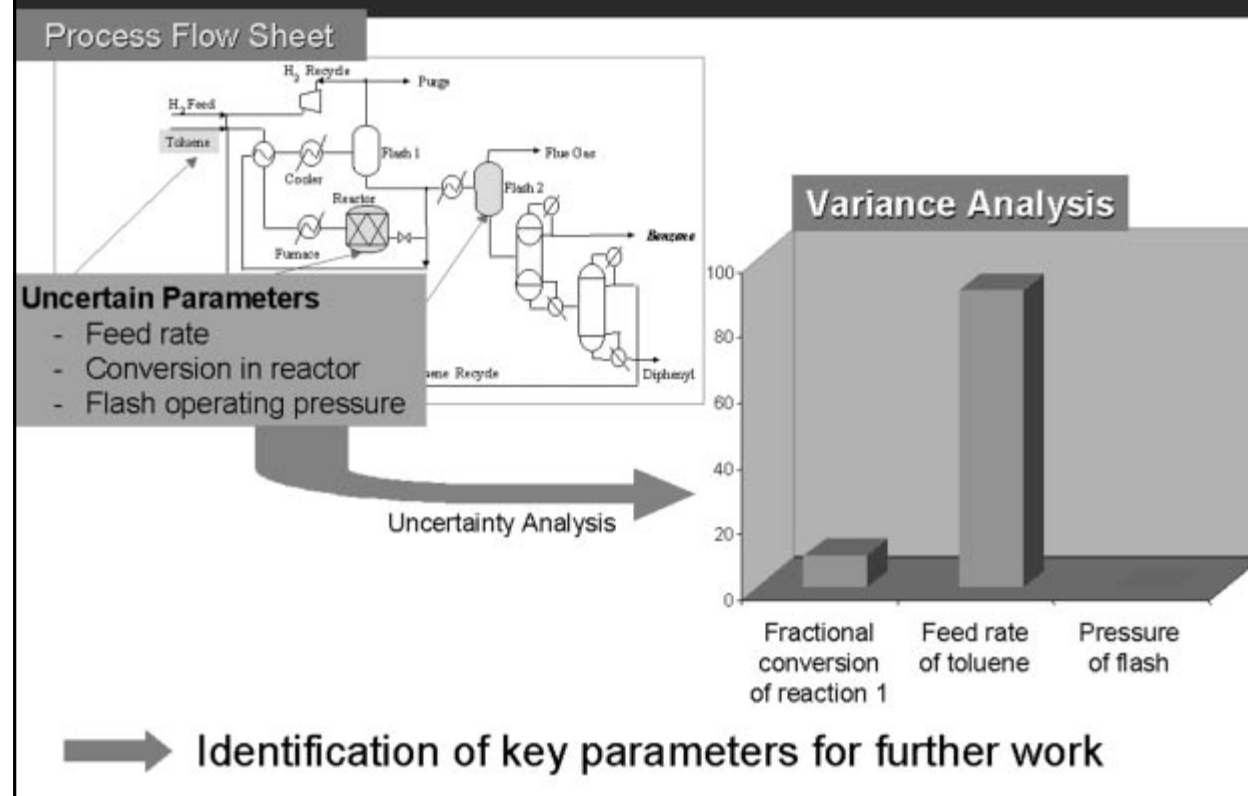 Process Flow Sheet
H2 Recycle
Purge
H2 Feed
Toluene
Flash 1
Flue Gas
Cooler
Flash 2
Reactor
Variance Analysis
Benzene
Furnace
Uncertain Parameters
- Feed rate
- Conversion in reactor
- Flash operating pressure
ene Recycle
Diphenyl
100
80
60
40
20
0
Uncertainty Analysis
Fractional
conversion
of reaction 1
Feed rate
of toluene
Pressure
of flash
Identification of key parameters for further work